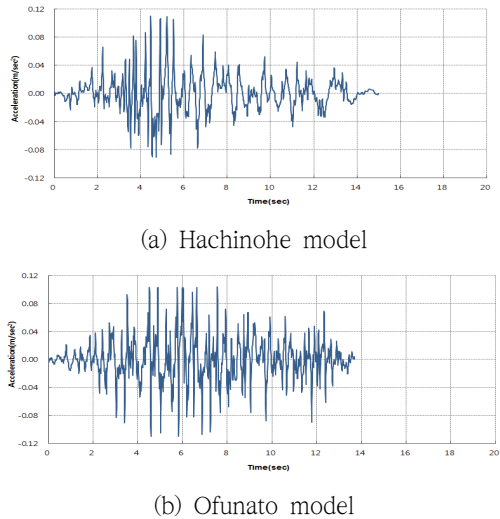 0.12
0.08
0.04
0.00
-0.04
-0.08
-0.12
Acceleration(m/sec²)
0 2 4 6 8 10 12 14 16 18 20
Time(sec)
(a) Hachinohe model
0.12
0.08
0.04
0.00
-0.04
-0.08
-0.12
Acceleration(m/sec²)
0 2 4 6 8 10 12 14 16 18 20
Time(sec)
(b) Ofunato model